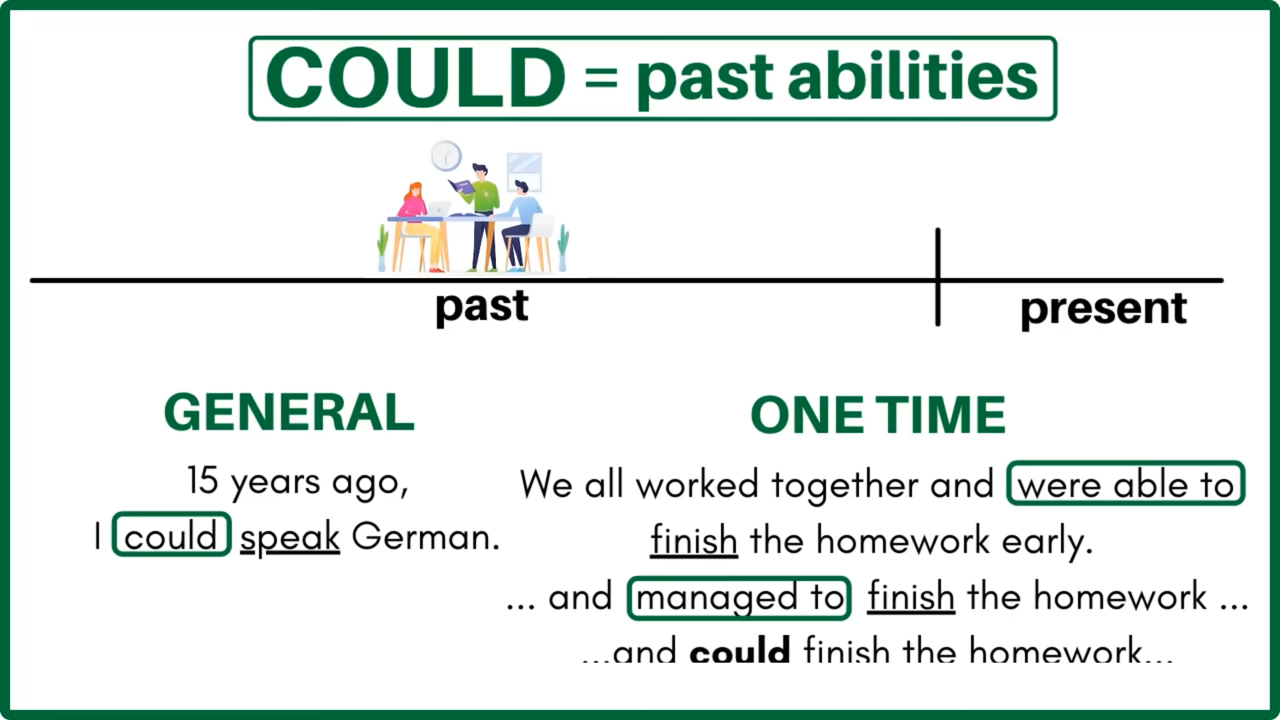 COULD = past abilities
past
present
GENERAL
15 years ago,
I could speak German.
ONE TIME
We all worked together and were able to
finish the homework early.
... and managed to finish the homework ...
...and could finish the homework...